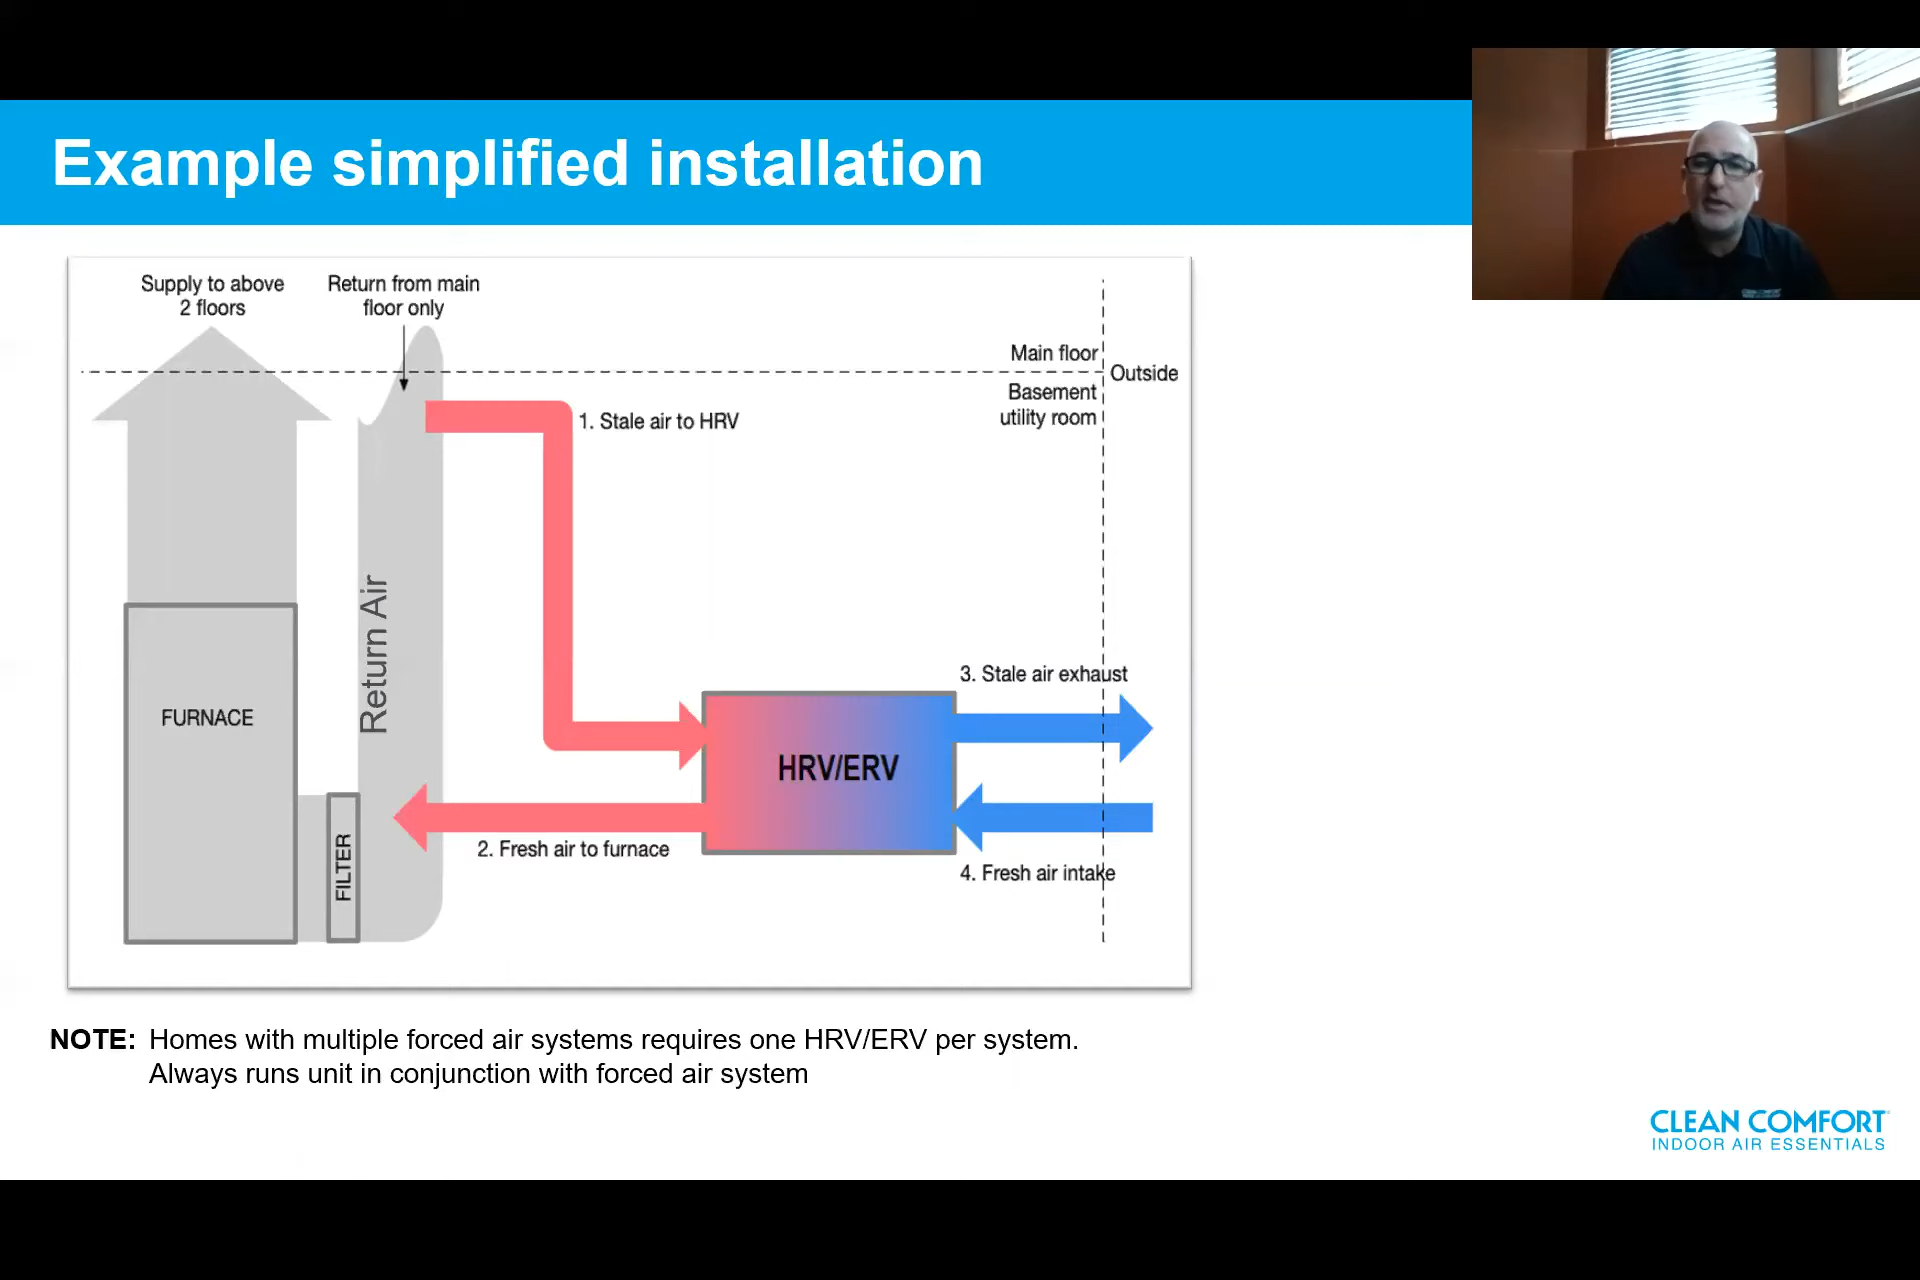 Example simplified installation
Supply to above
2 floors
Return from main
floor only
Main floor
Outside
Basement
utility room
1. Stale air to HRV
Return Air
3. Stale air exhaust
FURNACE
HRV/ERV
2. Fresh air to furnace
FILTER
4. Fresh air intake
NOTE: Homes with multiple forced air systems requires one HRV/ERV per system.
Always runs unit in conjunction with forced air system
CLEAN COMFORT
INDOOR AIR ESSENTIALS